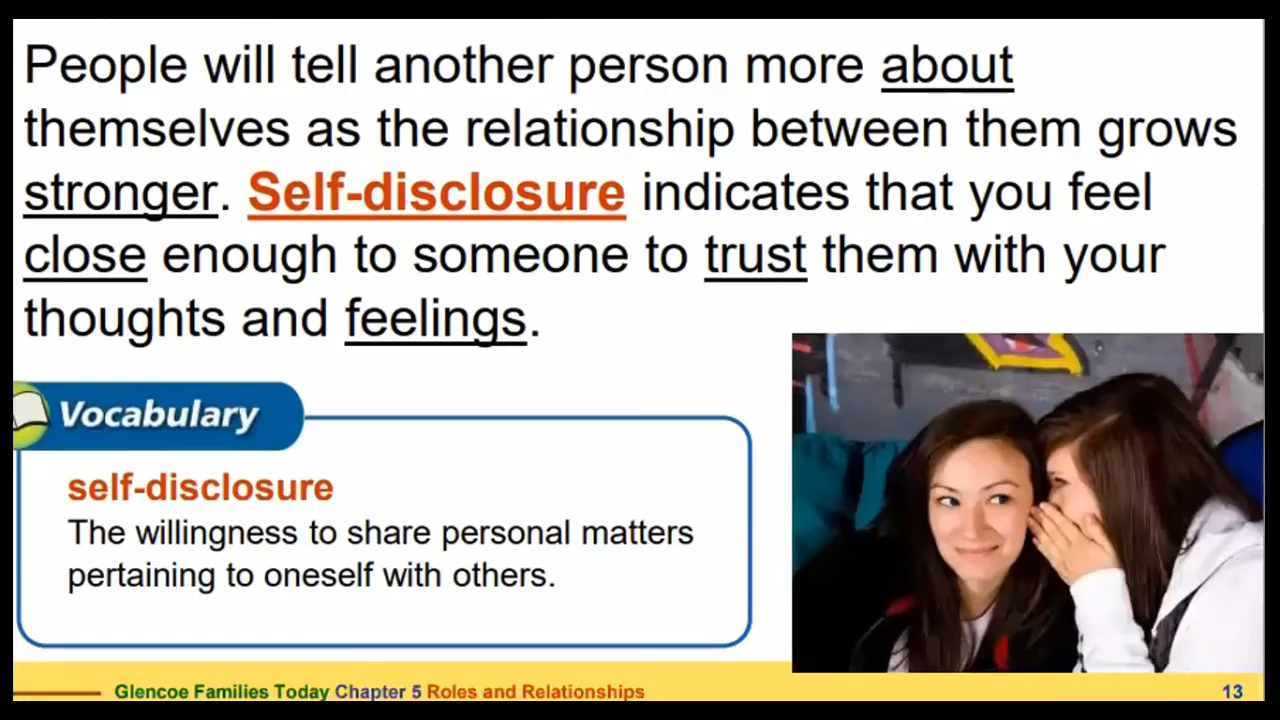 People will tell another person more about
themselves as the relationship between them grows
stronger. Self-disclosure indicates that you feel
close enough to someone to trust them with your
thoughts and feelings.
Vocabulary
self-disclosure
The willingness to share personal matters
pertaining to oneself with others.
Glencoe Families Today Chapter 5 Roles and Relationships
13